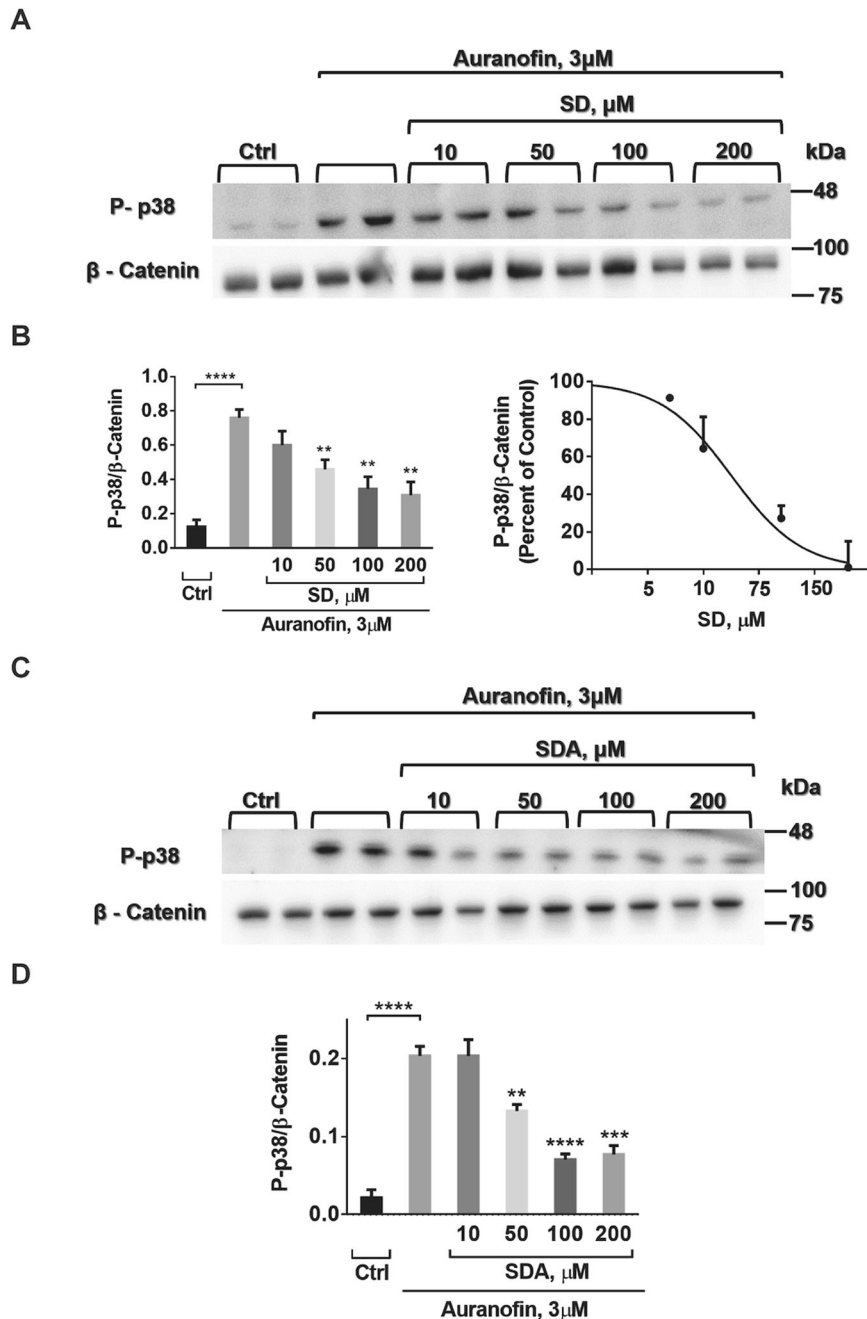 A
Auranofin, 3μM
SD, μM
Ctrl 10 50 100 200 kDa
P- p38
48
100
β - Catenin
75
B
P-p38/β-Catenin
1.0
0.8
0.6
0.4
0.2
0.0
****
** ** **
10 50 100 200
Ctrl SD, μM
Auranofin, 3μM
P-p38/β-Catenin
(Percent of Control)
100
80
60
40
20
0
5 10 75 150
SD, μM
C
Auranofin, 3μM
SDA, μM
Ctrl 10 50 100 200 kDa
48
P-p38
100
β - Catenin
75
D
P-p38/β-Catenin
0.2
0.1
0.0
****
** **** ***
10 50 100 200
Ctrl SDA, μM
Auranofin, 3μM